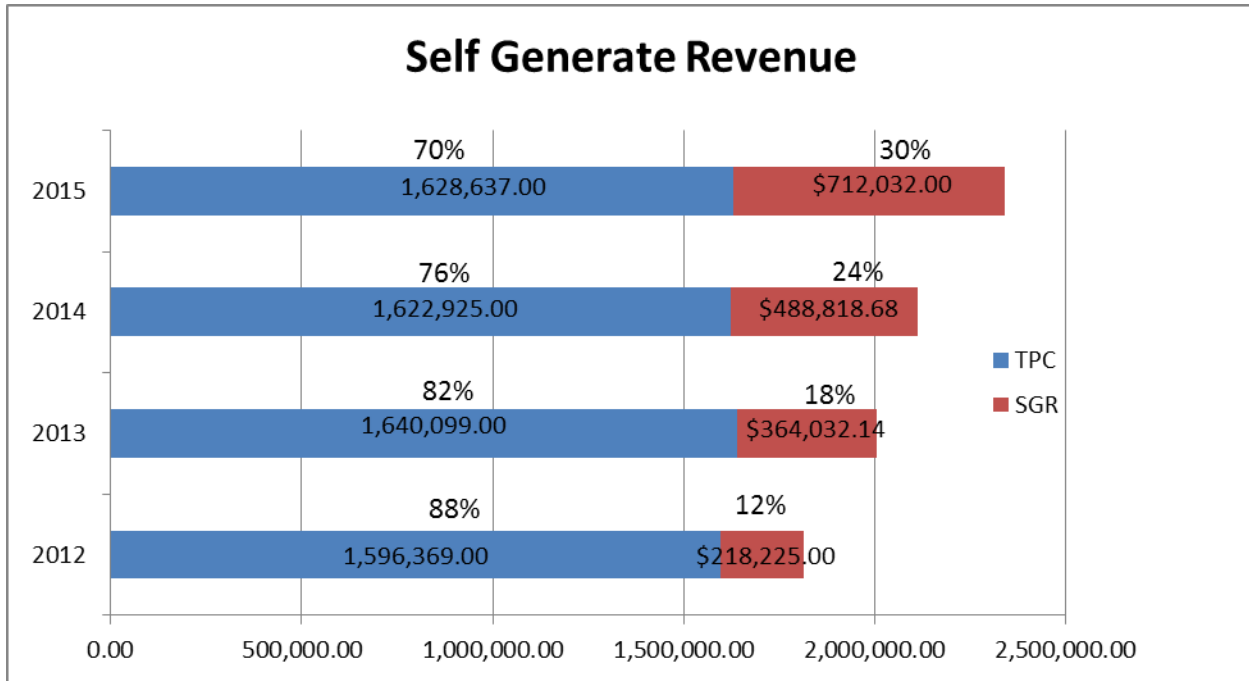 Self Generate Revenue
70% 30%
2015 1,628,637.00 $712,032.00
76% 24%
2014 1,622,925.00 $488,818.68
TPC
82% 18%
SGR
2013 1,640,099.00 $364,032.14
88% 12%
2012 1,596,369.00 $218,225.00
0.00 500,000.00 1,000,000.00 1,500,000.00 2,000,000.00 2,500,000.00